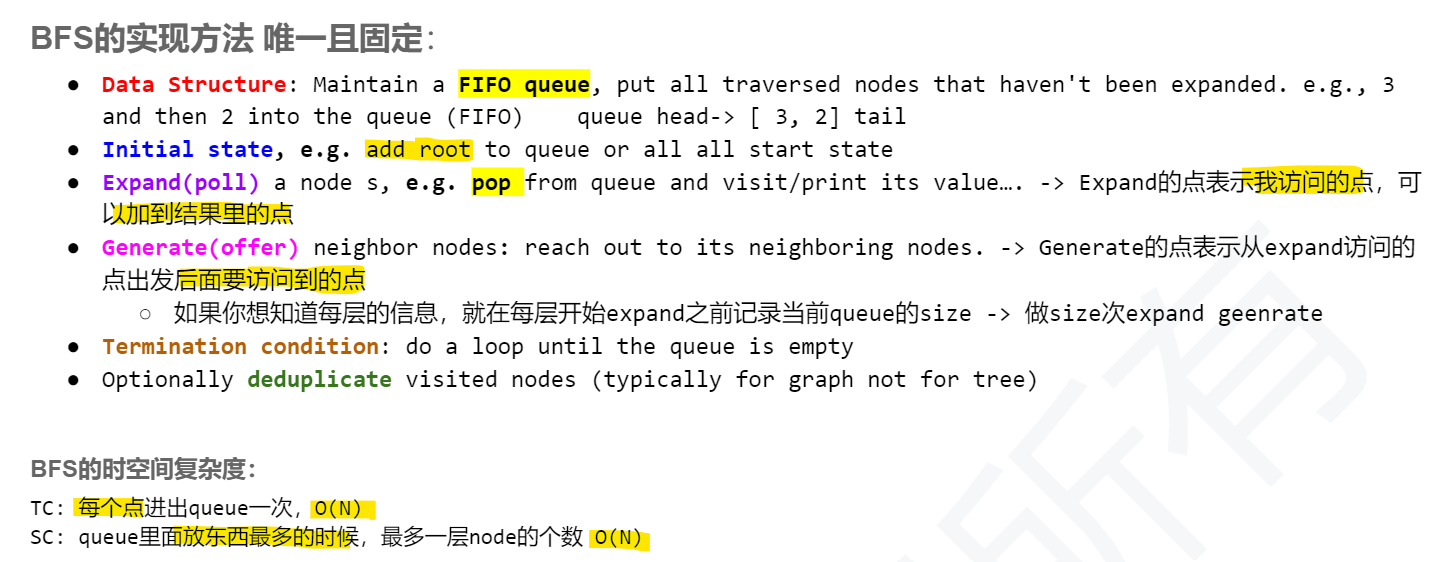 BFS的实现方法 唯一且固定：
● Data Structure: Maintain a FIFO queue, put all traversed nodes that haven't been expanded. e.g., 3
and then 2 into the queue (FIFO)    queue head-> [ 3, 2] tail
● Initial state, e.g. add root to queue or all all start state
● Expand(poll) a node s, e.g. pop from queue and visit/print its value…. -> Expand的点表示我访问的点，可
以加到结果里的点
● Generate(offer) neighbor nodes: reach out to its neighboring nodes. -> Generate的点表示从expand访问的
点出发后面要访问到的点
○ 如果你想知道每层的信息，就在每层开始expand之前记录当前queue的size -> 做size次expand geenrate
● Termination condition: do a loop until the queue is empty
● Optionally deduplicate visited nodes (typically for graph not for tree)
BFS的时空间复杂度：
TC: 每个点进出queue一次，O(N)
SC: queue里面放东西最多的时候，最多一层node的个数 O(N)
所有